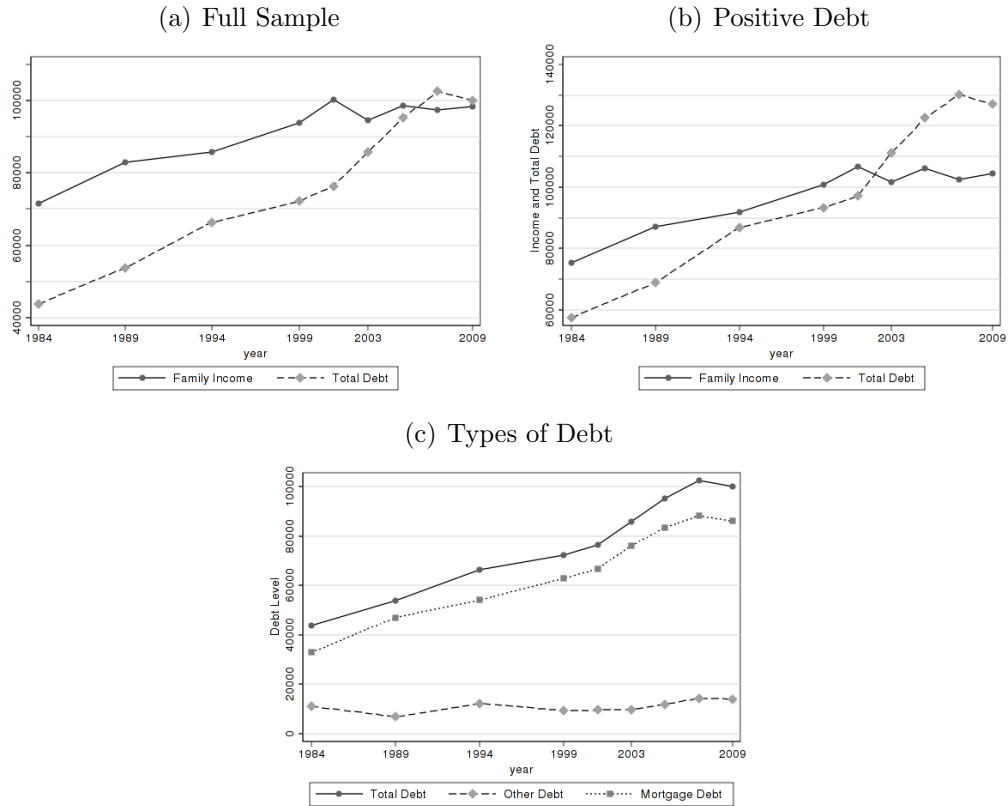 (a) Full Sample
100000
80000
60000
40000
1984
1989
1994
1999
2003
2009
year
Family Income
Total Debt
(b) Positive Debt
Income and Total Debt
140000
120000
100000
80000
60000
1984
1989
1994
1999
2003
2009
year
Family Income
Total Debt
(c) Types of Debt
Debt Level
100000
80000
60000
40000
20000
0
1984
1989
1994
1999
2003
2009
year
Total Debt
Other Debt
Mortgage Debt